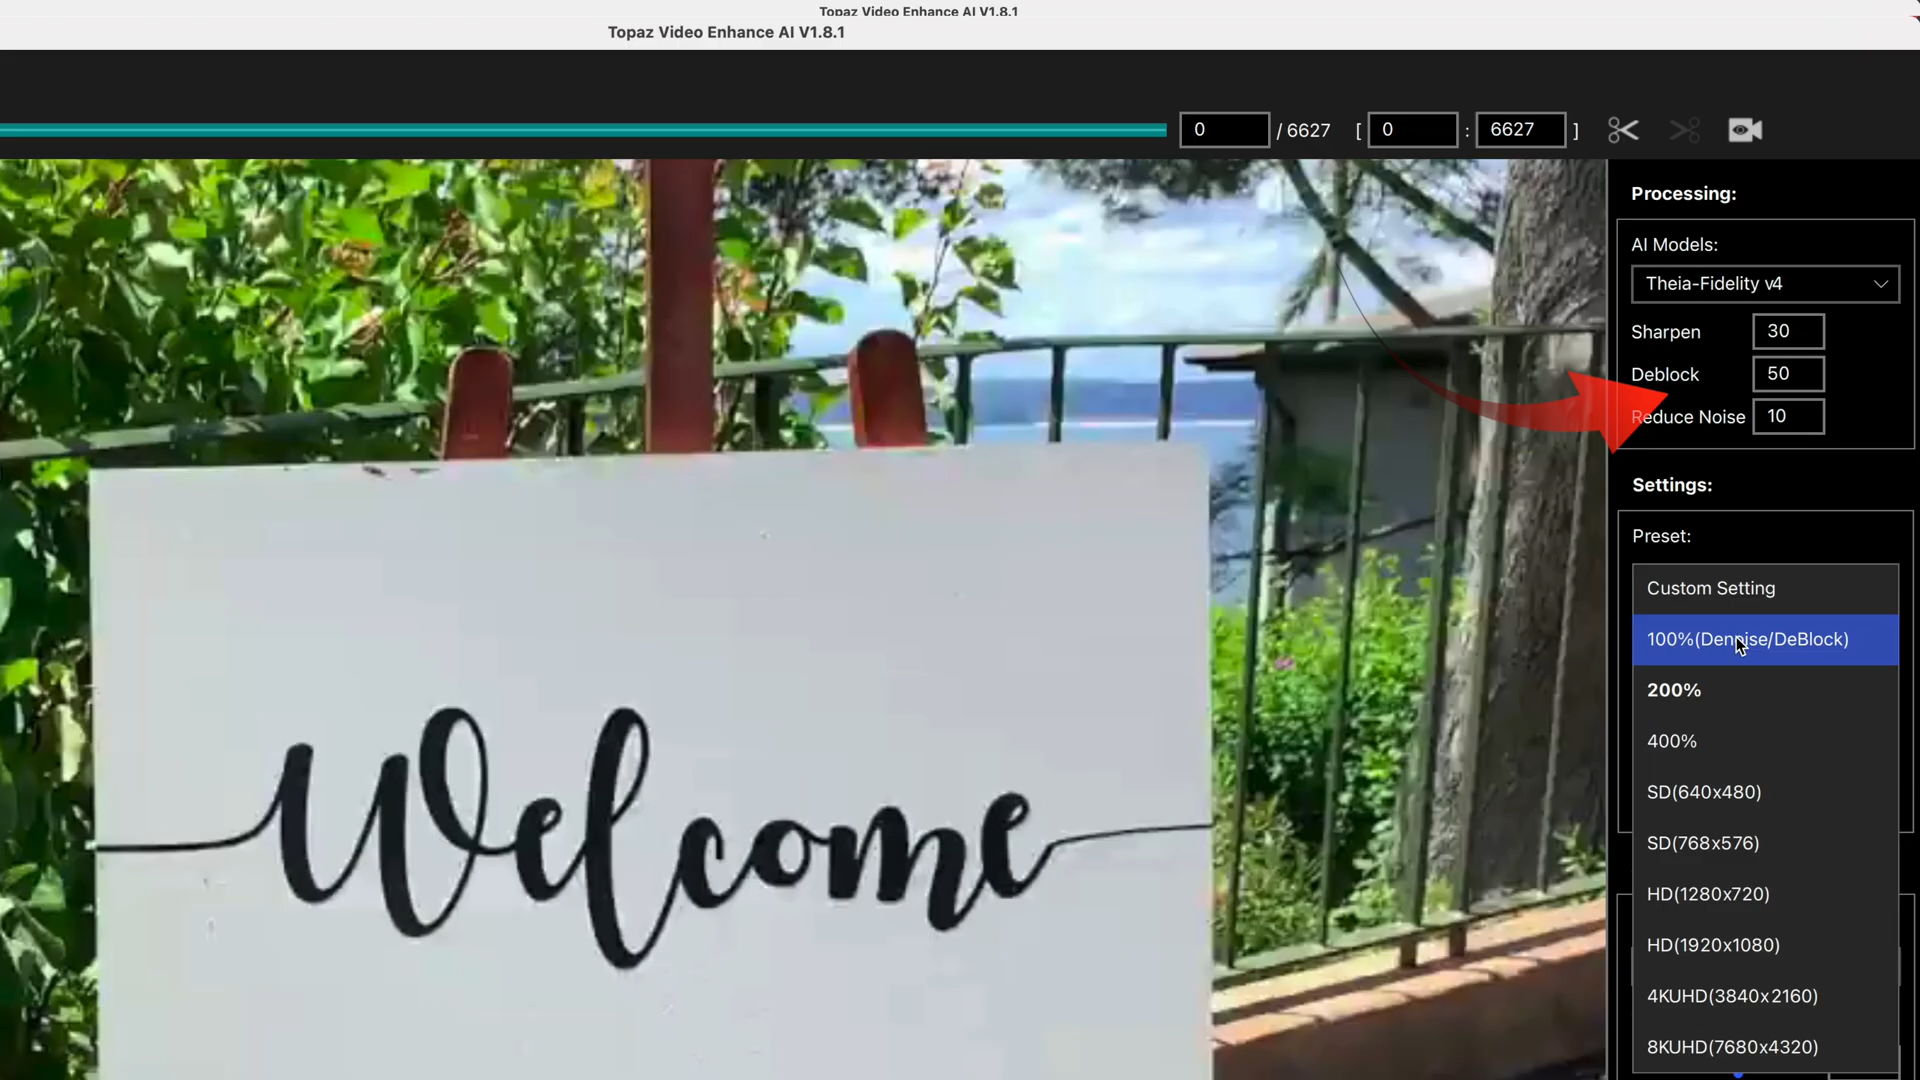 Topaz Video Enhance AI V1.8.1
Topaz Video Enhance AI V1.8.1
0 / 6627 [ 0 : 6627 ]
Processing:
AI Models:
Theia-Fidelity v4
Sharpen 30
Deblock 50
Reduce Noise 10
Settings:
Preset:
Custom Setting
100%(Denoise/DeBlock)
200%
400%
SD(640x480)
SD(768x576)
HD(1280x720)
HD(1920x1080)
4KUHD(3840x2160)
8KUHD(7680x4320)
Welcome